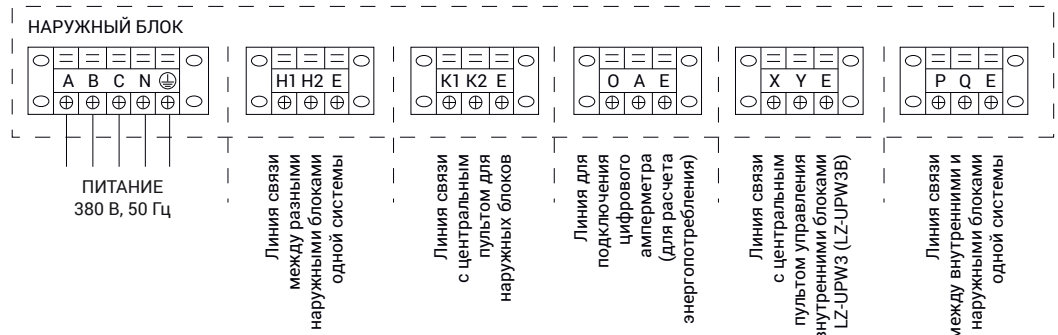 НАРУЖНЫЙ БЛОК
A B C N
H1 H2 E
K1 K2 E
O A E
X Y E
P Q E
ПИТАНИЕ
380 В, 50 Гц
Линия связи
между разными
наружными блоками
одной системы
Линия связи
с центральным
пультом для
наружных блоков
Линия для
подключения
цифрового
амперметра
(для расчета
энергопотребления)
Линия связи
с центральным
пультом управления
внутренними блоками
LZ-UPW3 (LZ-UPW3B)
Линия связи
между внутренними и
наружными блоками
одной системы